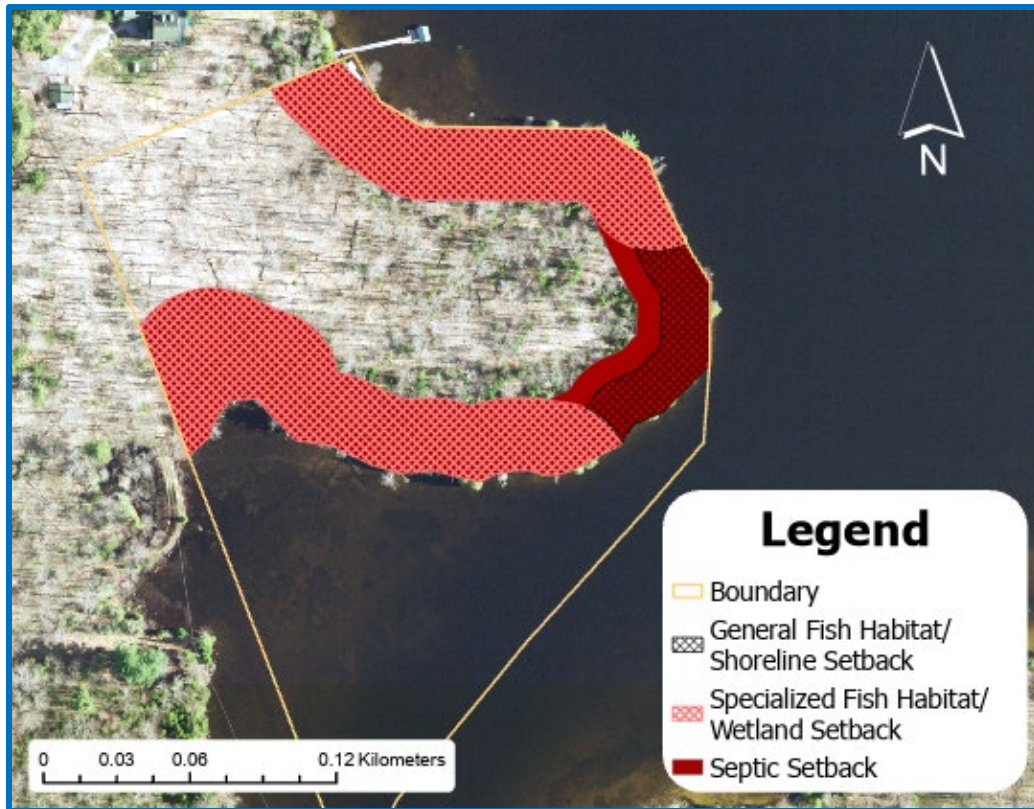 N
Legend
Boundary
General Fish Habitat/
Shoreline Setback
Specialized Fish Habitat/
Wetland Setback
Septic Setback
0 0.03 0.06 0.12 Kilometers